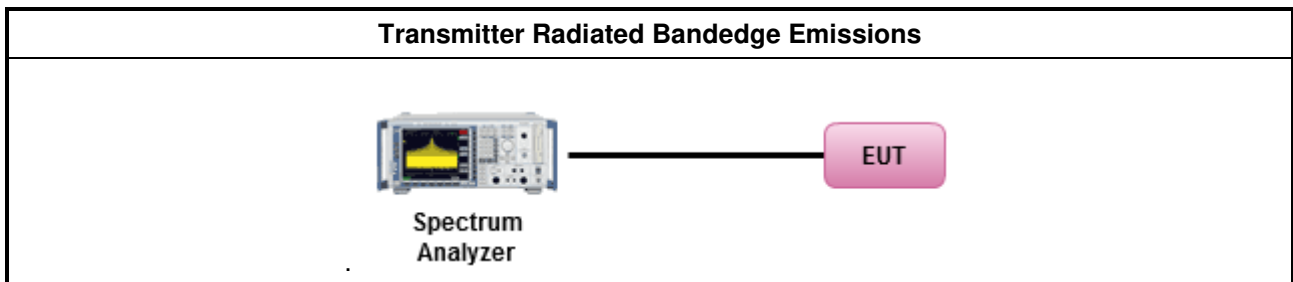 Transmitter Radiated Bandedge Emissions
EUT
Spectrum
Analyzer
.